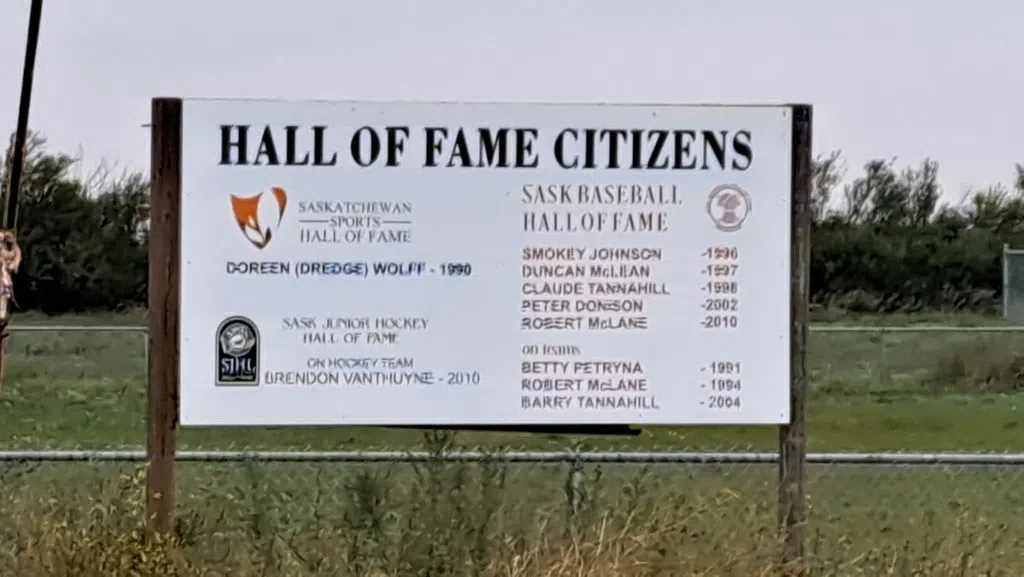 HALL OF FAME CITIZENS
SASKATCHEWAN
SPORTS
HALL OF FAME
DOREEN (DREDGE) WOLFF - 1990
SJHL
SASK JUNIOR HOCKEY
HALL OF FAME
ON HOCKEY TEAM
BRENDON VANTHUYNE - 2010
SASK BASEBALL
HALL OF FAME
SMOKEY JOHNSON -1996
DUNCAN McLEAN -1997
CLAUDE TANNAHILL -1998
PETER DONESON -2002
ROBERT McLANE -2010
on teams
BETTY PETRYNA - 1991
ROBERT McLANE - 1994
BARRY TANNAHILL - 2004